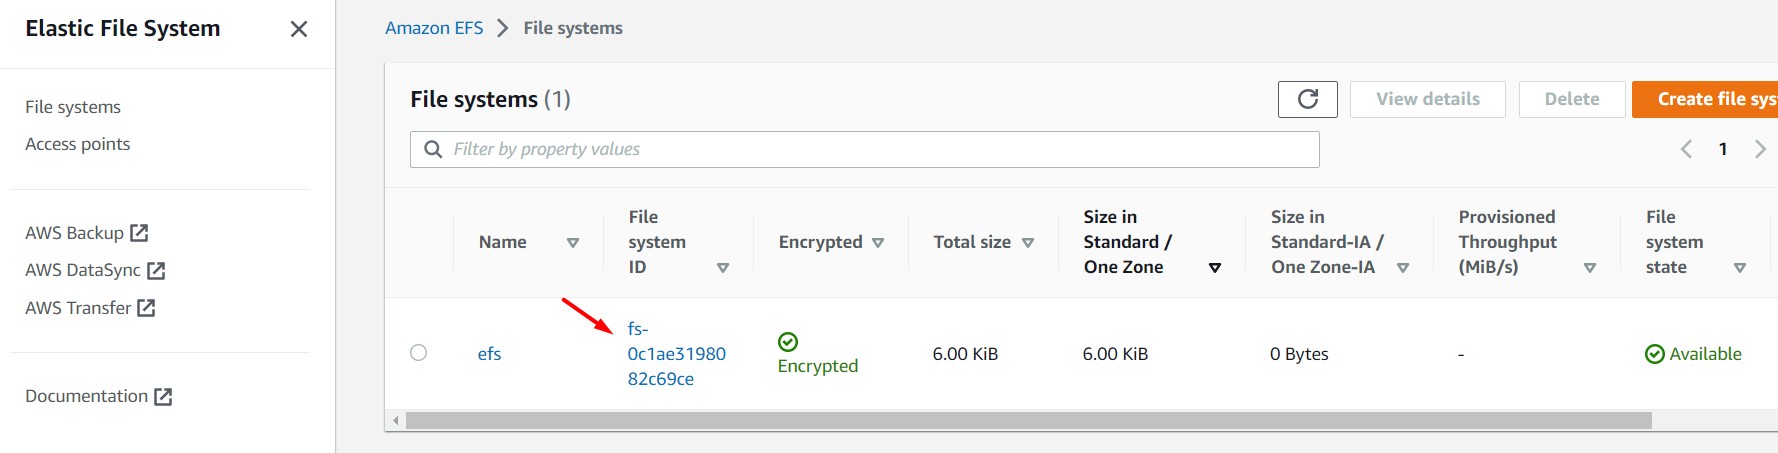 Elastic File System
File systems
Access points
AWS Backup
AWS DataSync
AWS Transfer
Documentation
Amazon EFS > File systems
File systems (1)
View details
Delete
Create file sys
Filter by property values
1
Name
File
system
ID
Encrypted
Total size
Size in
Standard /
One Zone
Size in
Standard-IA /
One Zone-IA
Provisioned
Throughput
(MiB/s)
File
system
state
efs
fs-
0c1ae31980
82c69ce
Encrypted
6.00 KiB
6.00 KiB
0 Bytes
-
Available